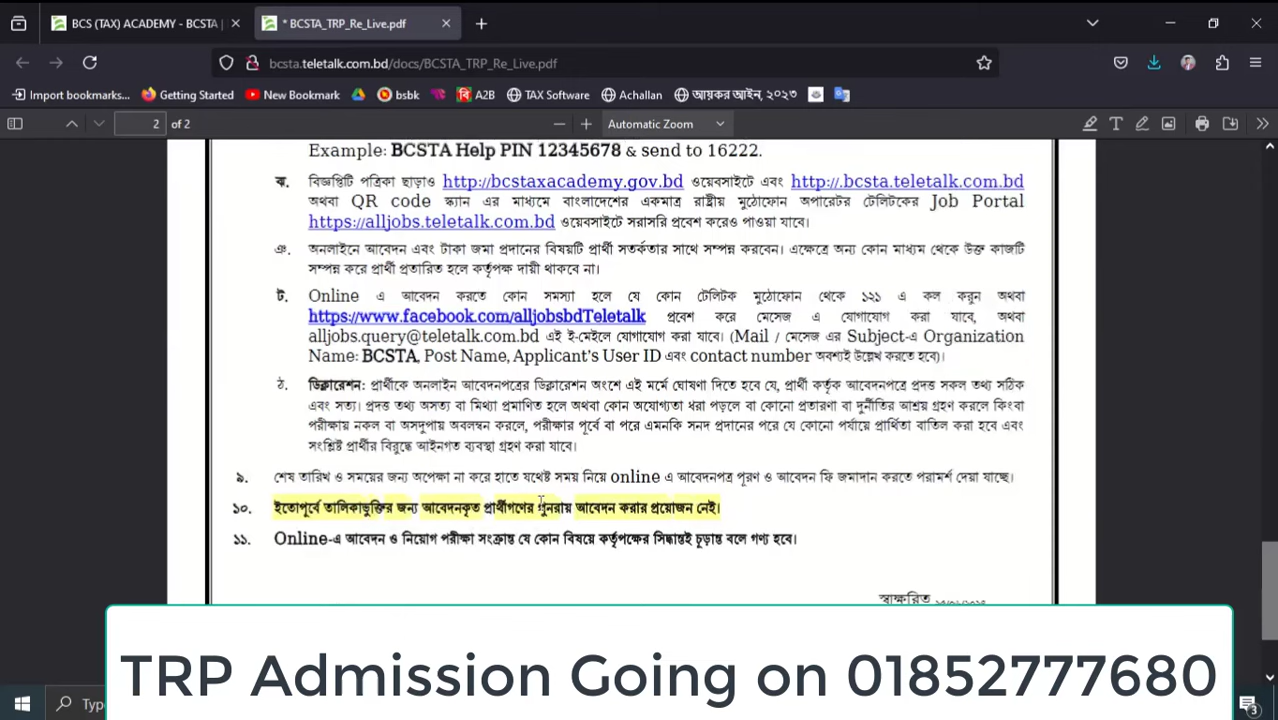 BCS (TAX) ACADEMY - BCSTA
* BCSTA_TRP_Re_Live.pdf
bcsta.teletalk.com.bd/docs/BCSTA_TRP_Re_Live.pdf
Import bookmarks...
Getting Started
New Bookmark
bsbk
A2B
TAX Software
Achallan
আয়কর আইন, ২০২৩
2 of 2
Automatic Zoom
Example: BCSTA Help PIN 12345678 & send to 16222.
ঝ. বিজ্ঞপ্তিটি পত্রিকা ছাড়াও http://bcstaxacademy.gov.bd ওয়েবসাইটে এবং http://.bcsta.teletalk.com.bd
অথবা QR code স্ক্যান এর মাধ্যমে বাংলাদেশের একমাত্র রাষ্ট্রীয় মুঠোফোন অপারেটর টেলিটকের Job Portal
https://alljobs.teletalk.com.bd ওয়েবসাইটে সরাসরি প্রবেশ করেও পাওয়া যাবে।
ঞ. অনলাইনে আবেদন এবং টাকা জমা প্রদানের বিষয়টি প্রার্থী সতর্কতার সাথে সম্পন্ন করবেন। এক্ষেত্রে অন্য কোন মাধ্যম থেকে উক্ত কাজটি
সম্পন্ন করে প্রার্থী প্রতারিত হলে কর্তৃপক্ষ দায়ী থাকবে না।
ট. Online এ আবেদন করতে কোন সমস্যা হলে যে কোন টেলিটক মুঠোফোন থেকে ১২১ এ কল করুন অথবা
https://www.facebook.com/alljobsbdTeletalk প্রবেশ করে মেসেজ এ যোগাযোগ করা যাবে, অথবা
alljobs.query@teletalk.com.bd এই ই-মেইলে যোগাযোগ করা যাবে। (Mail / মেসেজ এর Subject-এ Organization
Name: BCSTA, Post Name, Applicant's User ID এবং contact number অবশ্যই উল্লেখ করতে হবে)।
ঠ. ডিক্লারেশন: প্রার্থীকে অনলাইন আবেদনপত্রের ডিক্লারেশন অংশে এই মর্মে ঘোষণা দিতে হবে যে, প্রার্থী কর্তৃক আবেদনপত্রে প্রদত্ত সকল তথ্য সঠিক
এবং সত্য। প্রদত্ত তথ্য অসত্য বা মিথ্যা প্রমাণিত হলে অথবা কোন অযোগ্যতা ধরা পড়লে বা কোনো প্রতারণা বা দুর্নীতির আশ্রয় গ্রহণ করলে কিংবা
পরীক্ষায় নকল বা অসদুপায় অবলম্বন করলে, পরীক্ষার পূর্বে বা পরে এমনকি সনদ প্রদানের পরে যে কোনো পর্যায়ে প্রার্থিতা বাতিল করা হবে এবং
সংশ্লিষ্ট প্রার্থীর বিরুদ্ধে আইনগত ব্যবস্থা গ্রহণ করা যাবে।
৯. শেষ তারিখ ও সময়ের জন্য অপেক্ষা না করে হাতে যথেষ্ট সময় নিয়ে online এ আবেদনপত্র পূরণ ও আবেদন ফি জমাদান করতে পরামর্শ দেয়া যাচ্ছে।
১০. ইতোপূর্বে তালিকাভুক্তির জন্য আবেদনকৃত প্রার্থীগণের পুনরায় আবেদন করার প্রয়োজন নেই।
১১. Online-এ আবেদন ও নিয়োগ পরীক্ষা সংক্রান্ত যে কোন বিষয়ে কর্তৃপক্ষের সিদ্ধান্তই চূড়ান্ত বলে গণ্য হবে।
স্বাক্ষরিত
TRP Admission Going on 01852777680
Typ
3